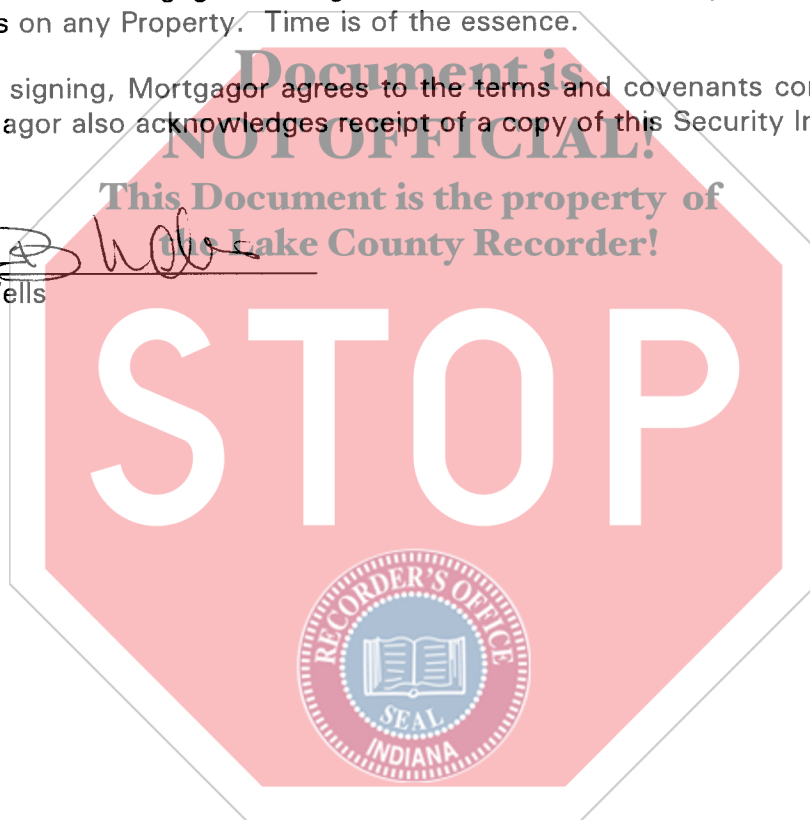 s on any Property. Time is of the essence.
Document is
signing, Mortgagor agrees to the terms and covenants co
agor also acknowledges receipt of a copy of this Security In
NOT OFFICIAL!
This Document is the property of
the Lake County Recorder!
ells
STOP
RECORDER'S OFFICE
SEAL
INDIANA